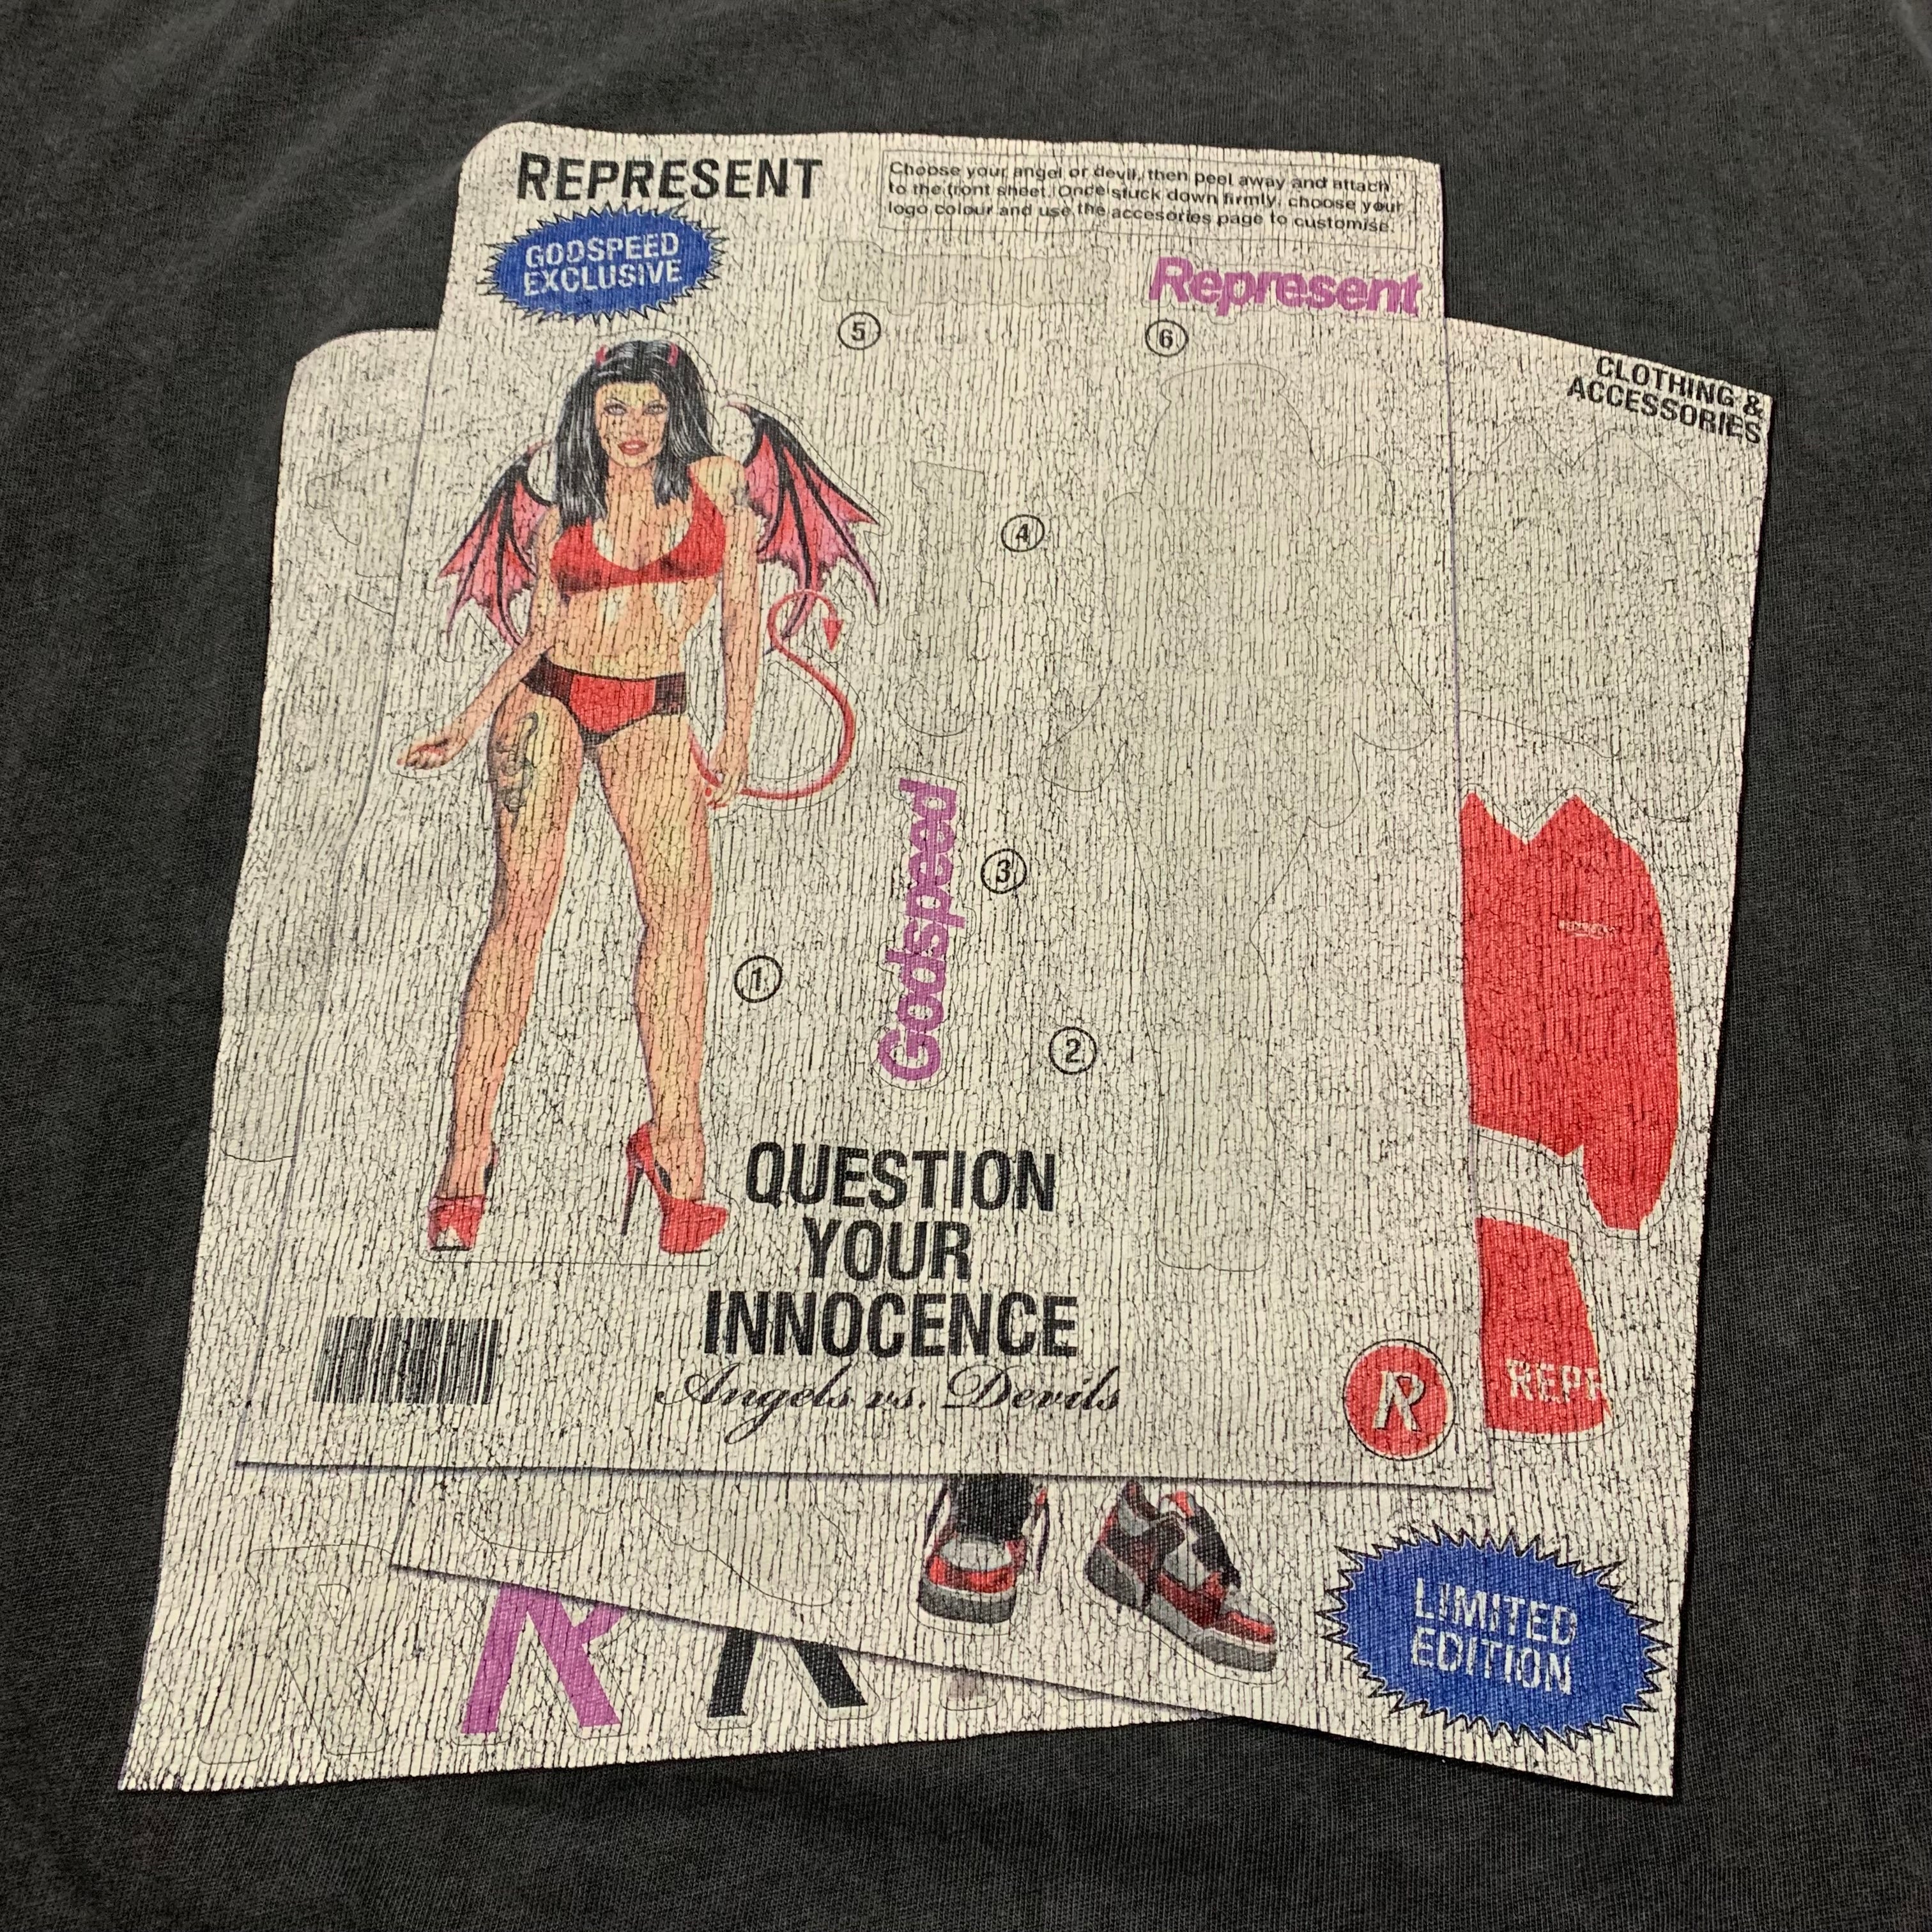 REPRESENT
Choose your angel or devil, then peel away and attach
to the front sheet. Once stuck down firmly, choose your
logo colour and use the accesories page to customise.
GODSPEED
EXCLUSIVE
Represent
5
6
CLOTHING &
ACCESSORIES
4
Godspeed
3
1
2
QUESTION
YOUR
INNOCENCE
Angels vs. Devils
R
REPR
LIMITED
EDITION